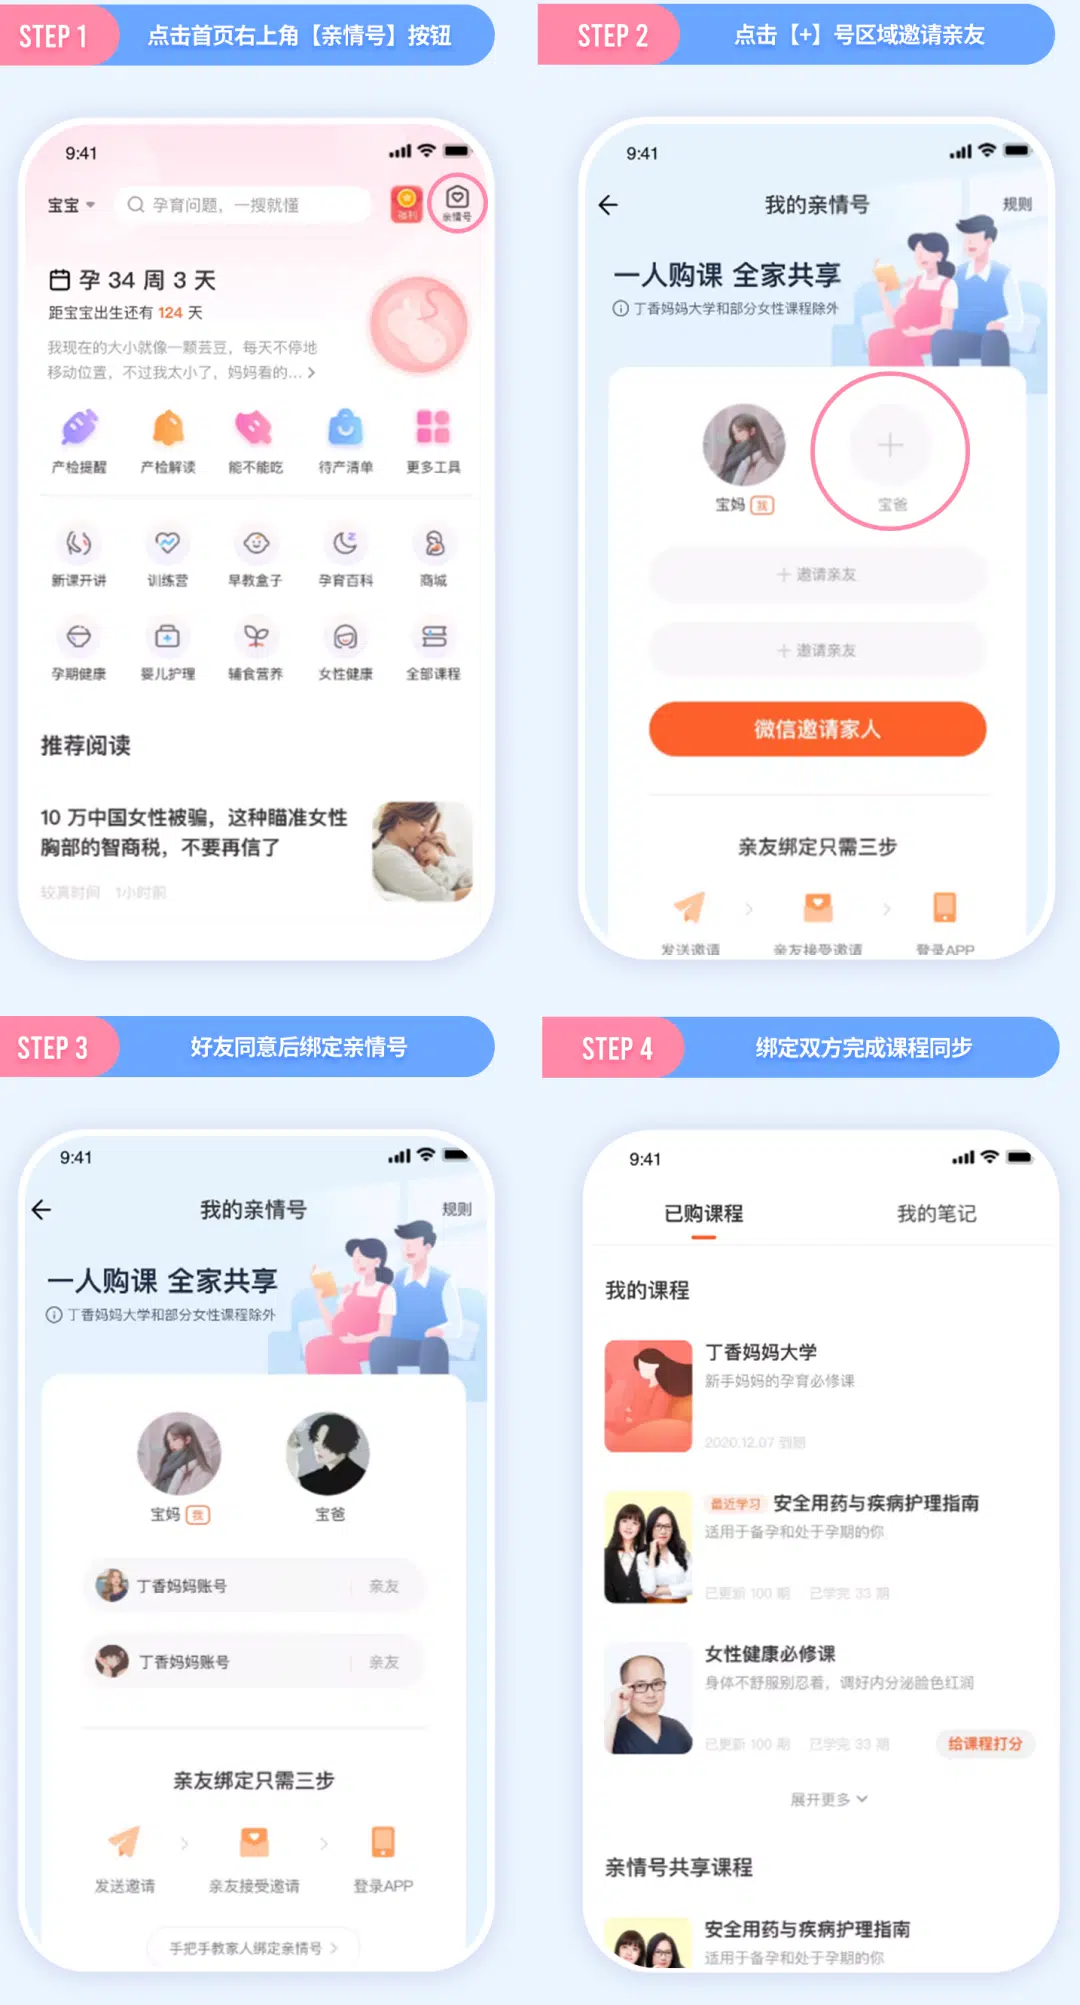 STEP 1
点击首页右上角【亲情号】按钮
9:41
宝宝
孕育问题，一搜就懂
福利
亲情号
孕 34 周 3 天
距宝宝出生还有 124 天
我现在的大小就像一颗芸豆，每天不停地
移动位置，不过我太小了，妈妈看的...
产检提醒
产检解读
能不能吃
待产清单
更多工具
新课开讲
训练营
早教盒子
孕育百科
商城
孕期健康
婴儿护理
辅食营养
女性健康
全部课程
推荐阅读
10 万中国女性被骗，这种瞄准女性
胸部的智商税，不要再信了
较真时间 1小时前
STEP 2
点击【+】号区域邀请亲友
9:41
我的亲情号
规则
一人购课 全家共享
丁香妈妈大学和部分女性课程除外
宝妈 我
宝爸
+ 邀请亲友
+ 邀请亲友
微信邀请家人
亲友绑定只需三步
发送邀请
亲友接受邀请
登录APP
STEP 3
好友同意后绑定亲情号
9:41
我的亲情号
规则
一人购课 全家共享
丁香妈妈大学和部分女性课程除外
宝妈 我
宝爸
丁香妈妈账号
亲友
丁香妈妈账号
亲友
亲友绑定只需三步
发送邀请
亲友接受邀请
登录APP
手把手教家人绑定亲情号
STEP 4
绑定双方完成课程同步
9:41
已购课程
我的笔记
我的课程
丁香妈妈大学
新手妈妈的孕育必修课
2020.12.07 到期
最近学习 安全用药与疾病护理指南
适用于备孕和处于孕期的你
已更新 100 期 已学完 33 期
女性健康必修课
身体不舒服别忍着，调好内分泌脸色红润
已更新 100 期 已学完 33 期
给课程打分
展开更多
亲情号共享课程
安全用药与疾病护理指南
适用于备孕和处于孕期的你